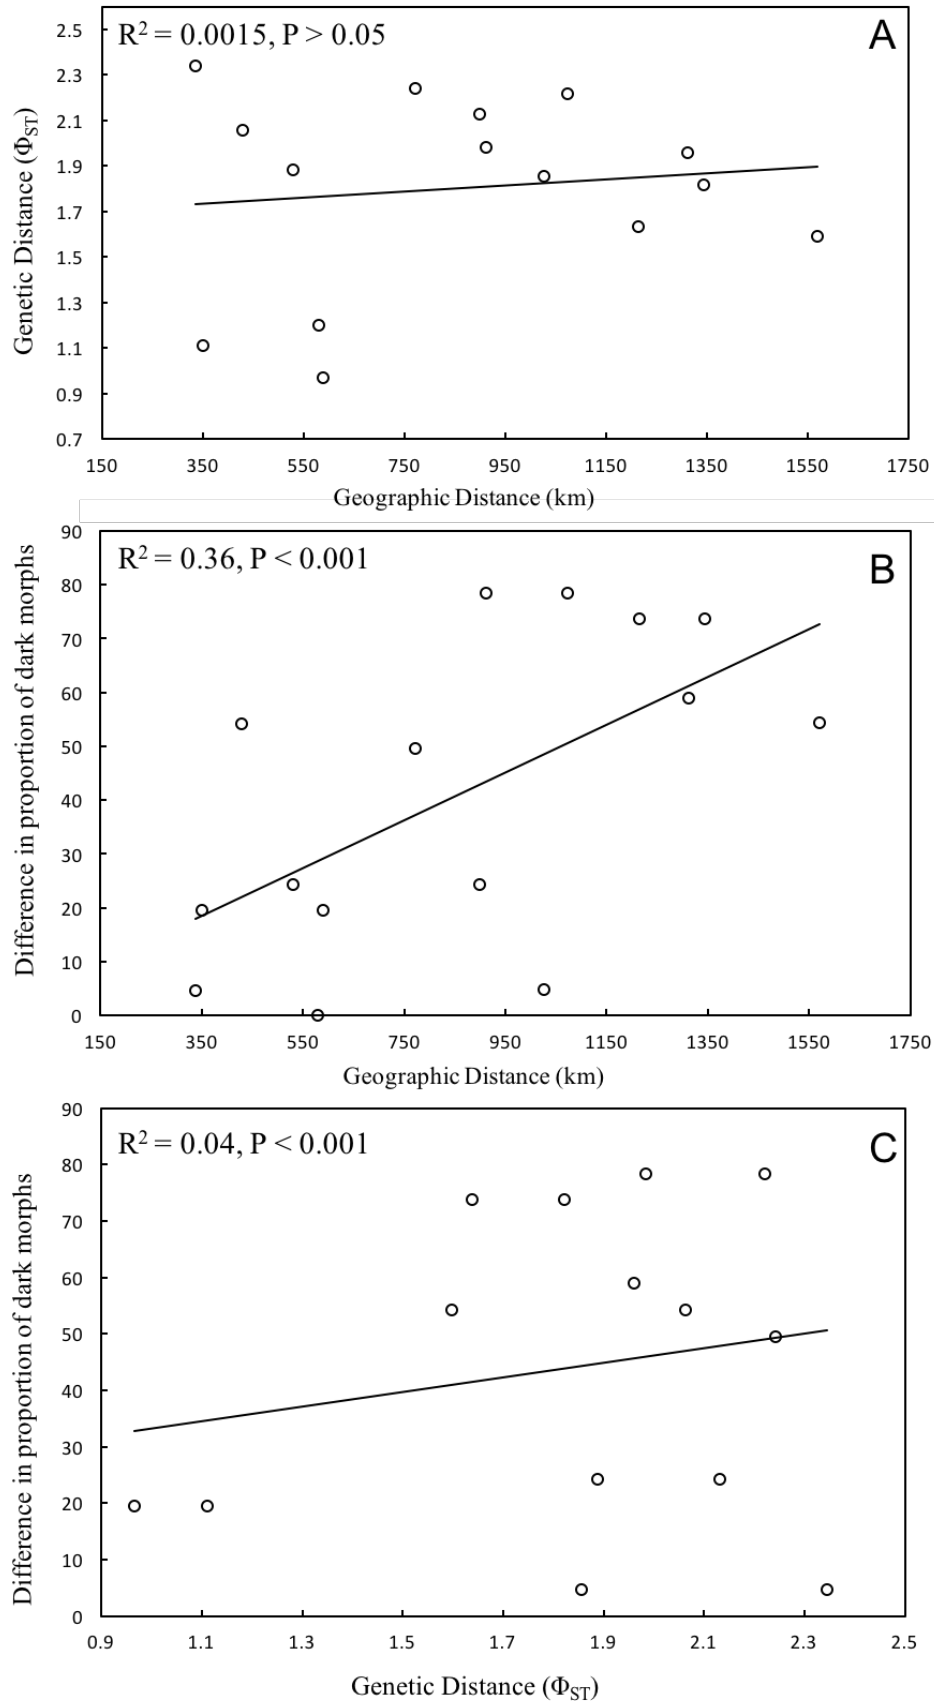 R² = 0.0015, P > 0.05
A
Genetic Distance (ΦST)
2.5
2.3
2.1
1.9
1.7
1.5
1.3
1.1
0.9
0.7
150 350 550 750 950 1150 1350 1550 1750
Geographic Distance (km)
R² = 0.36, P < 0.001
B
Difference in proportion of dark morphs
90
80
70
60
50
40
30
20
10
0
150 350 550 750 950 1150 1350 1550 1750
Geographic Distance (km)
R² = 0.04, P < 0.001
C
Difference in proportion of dark morphs
90
80
70
60
50
40
30
20
10
0
0.9 1.1 1.3 1.5 1.7 1.9 2.1 2.3 2.5
Genetic Distance (ΦST)